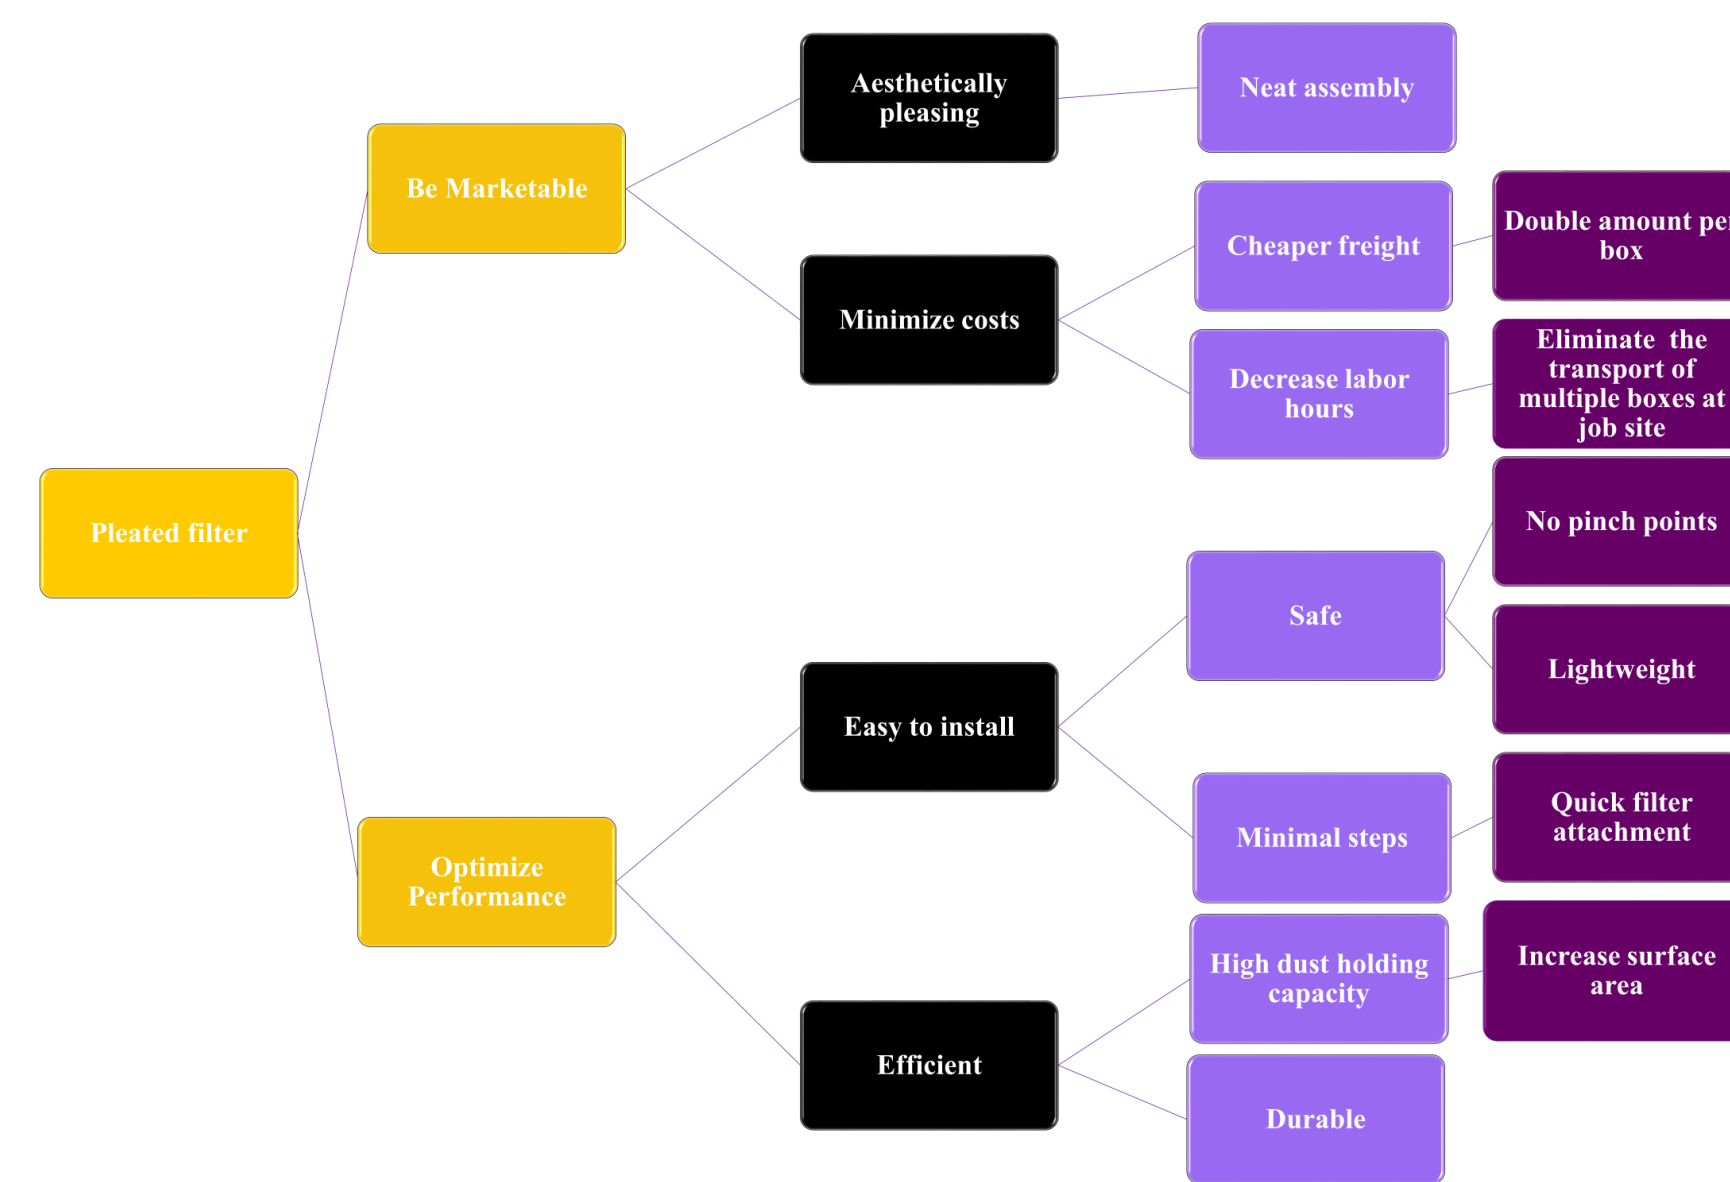 Aesthetically
pleasing
Neat assembly
Be Marketable
Double amount per
box
Cheaper freight
Minimize costs
Eliminate  the
transport of
multiple boxes at
job site
Decrease labor
hours
Pleated filter
No pinch points
Safe
Lightweight
Easy to install
Quick filter
attachment
Minimal steps
Optimize
Performance
High dust holding
capacity
Increase surface
area
Efficient
Durable